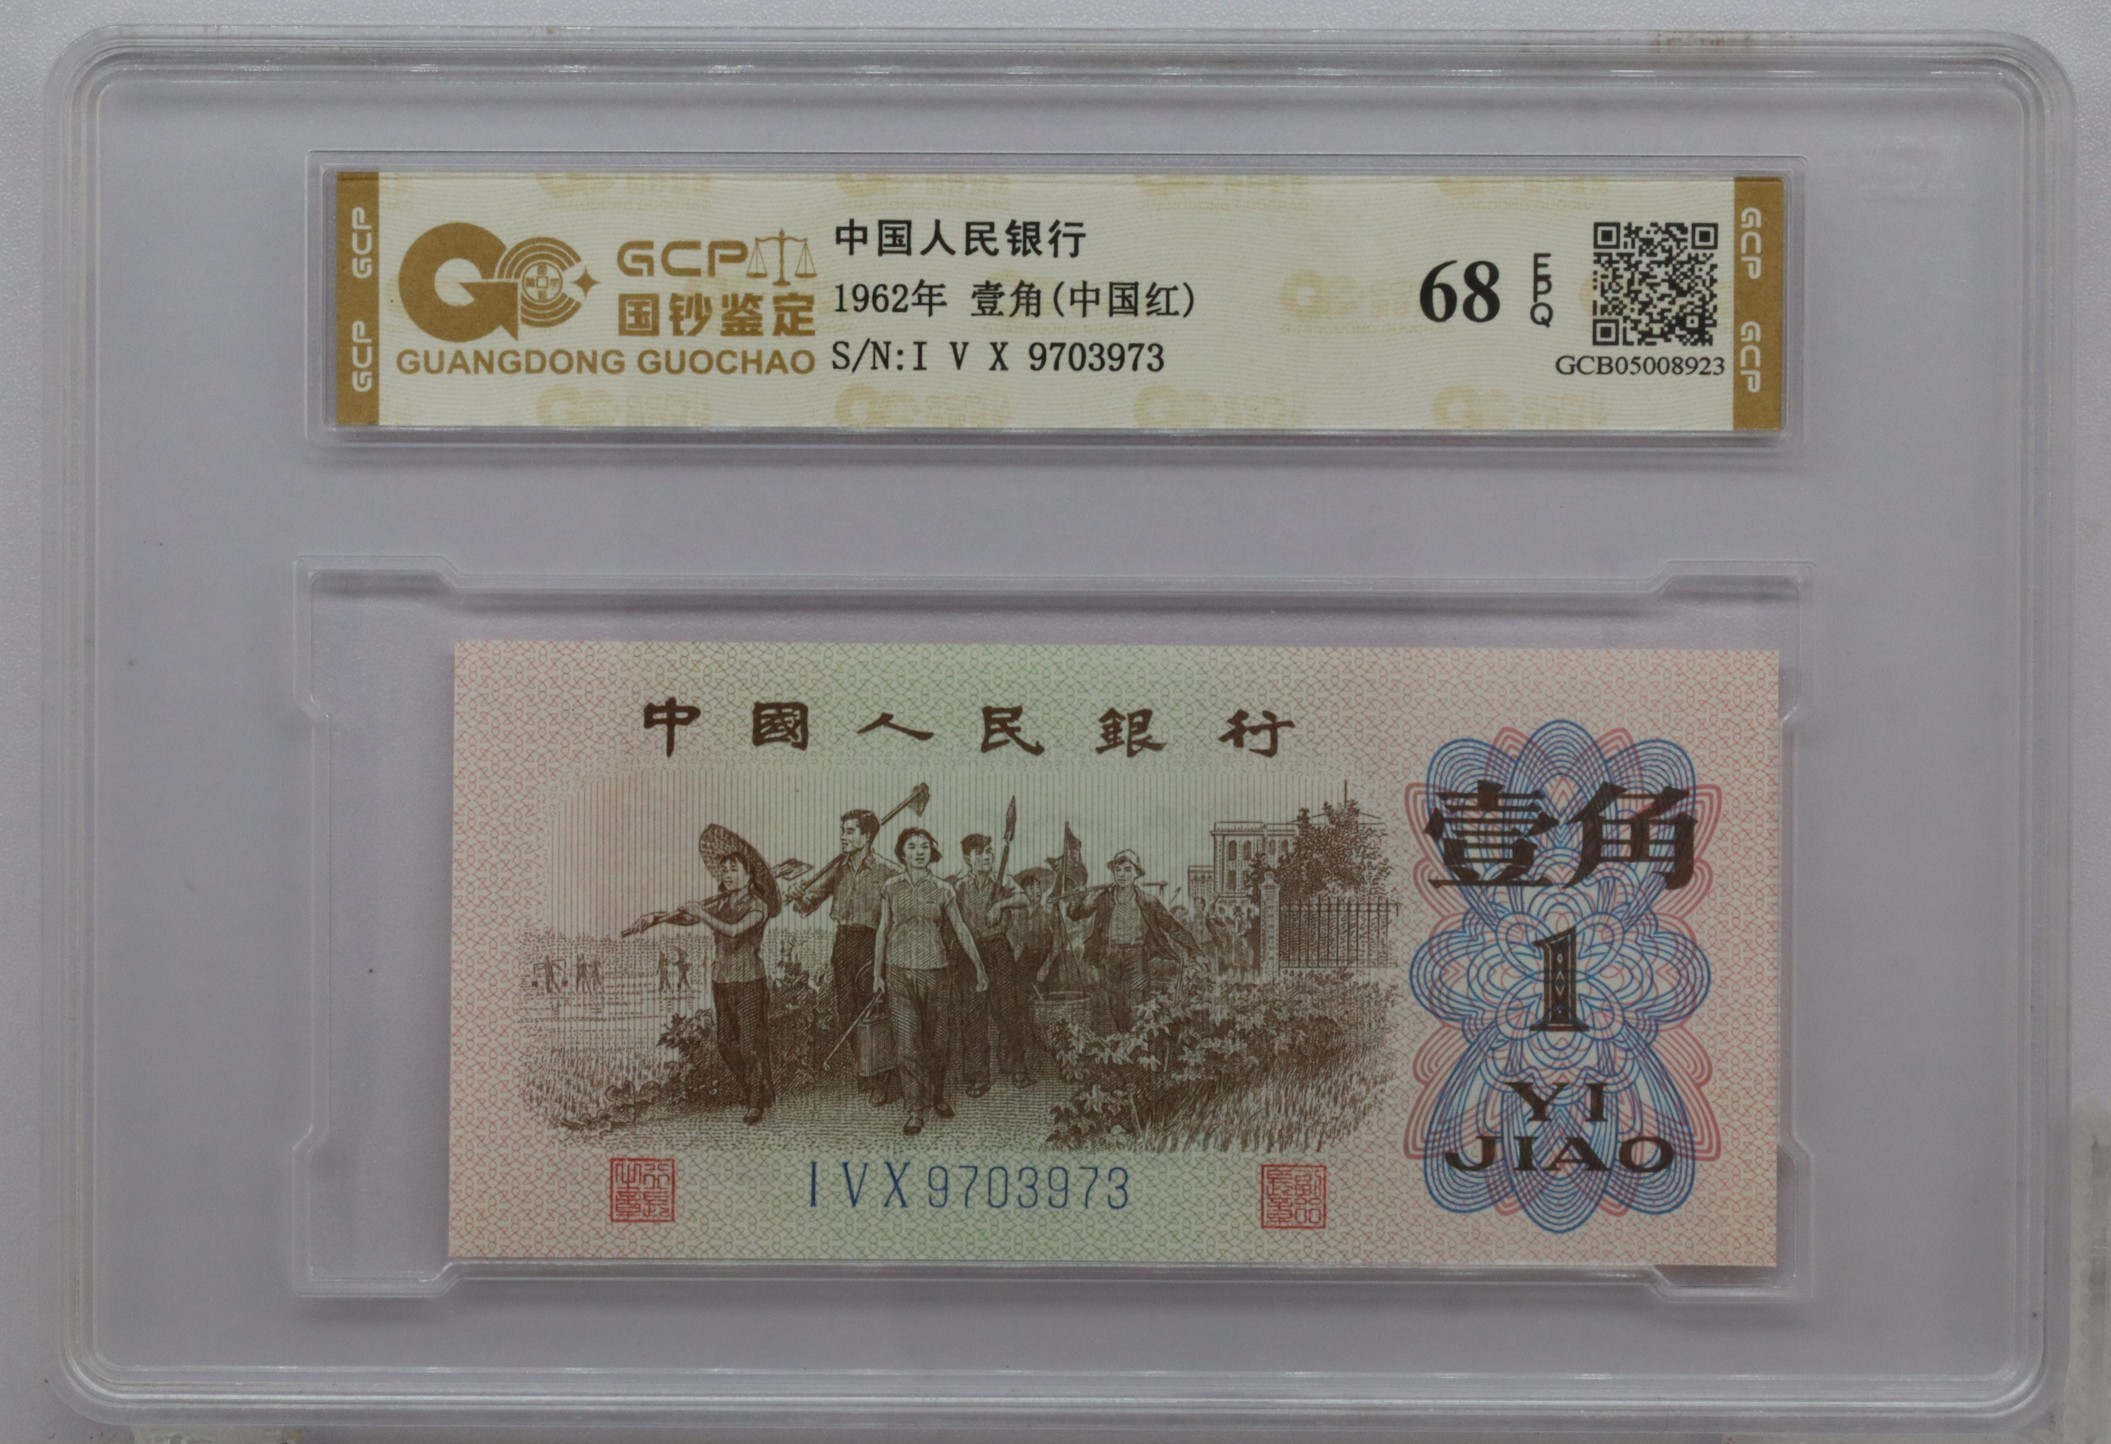 GCP
GCP
GCP
国钞鉴定
GUANGDONG GUOCHAO
中国人民银行
1962年 壹角(中国红)
S/N:I V X 9703973
68
EPQ
GCB05008923
GCP
GCP
中國人民銀行
壹角
1
YI
JIAO
I V X 9703973